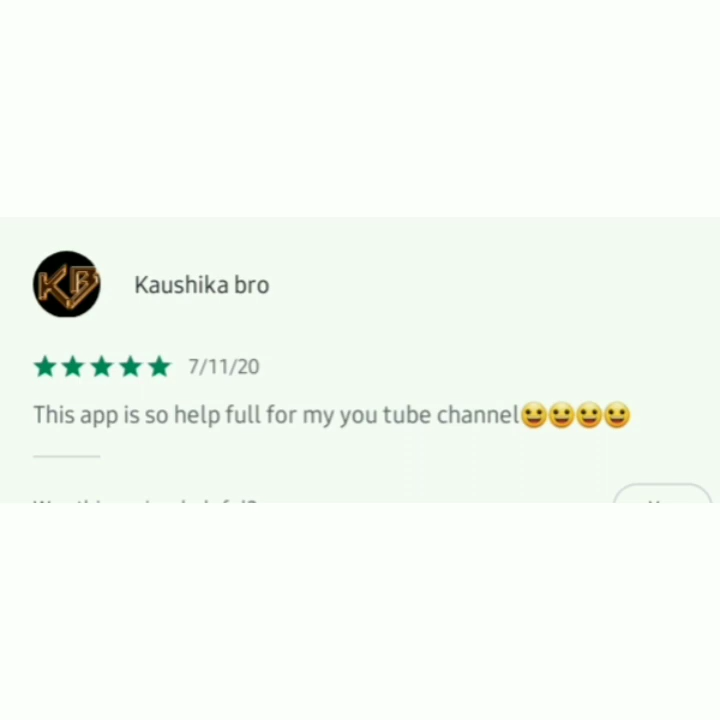 KB
Kaushika bro
★★★★★ 7/11/20
This app is so help full for my you tube channel😀😀😀😀